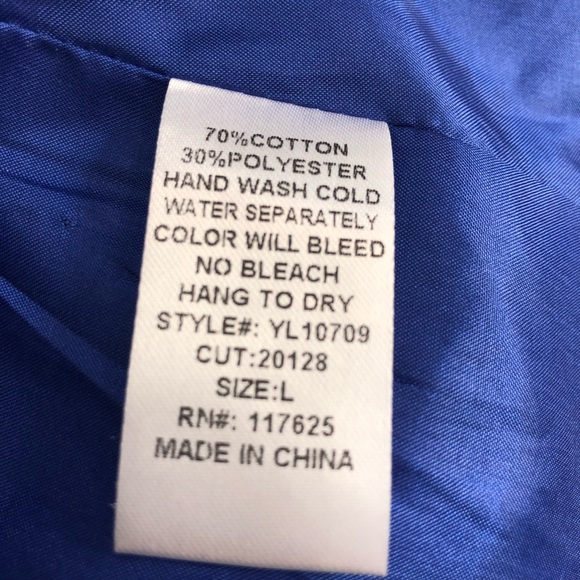 70%COTTON
30%POLYESTER
HAND WASH COLD
WATER SEPARATELY
COLOR WILL BLEED
NO BLEACH
HANG TO DRY
STYLE#: YL10709
CUT:20128
SIZE:L
RN#: 117625
MADE IN CHINA